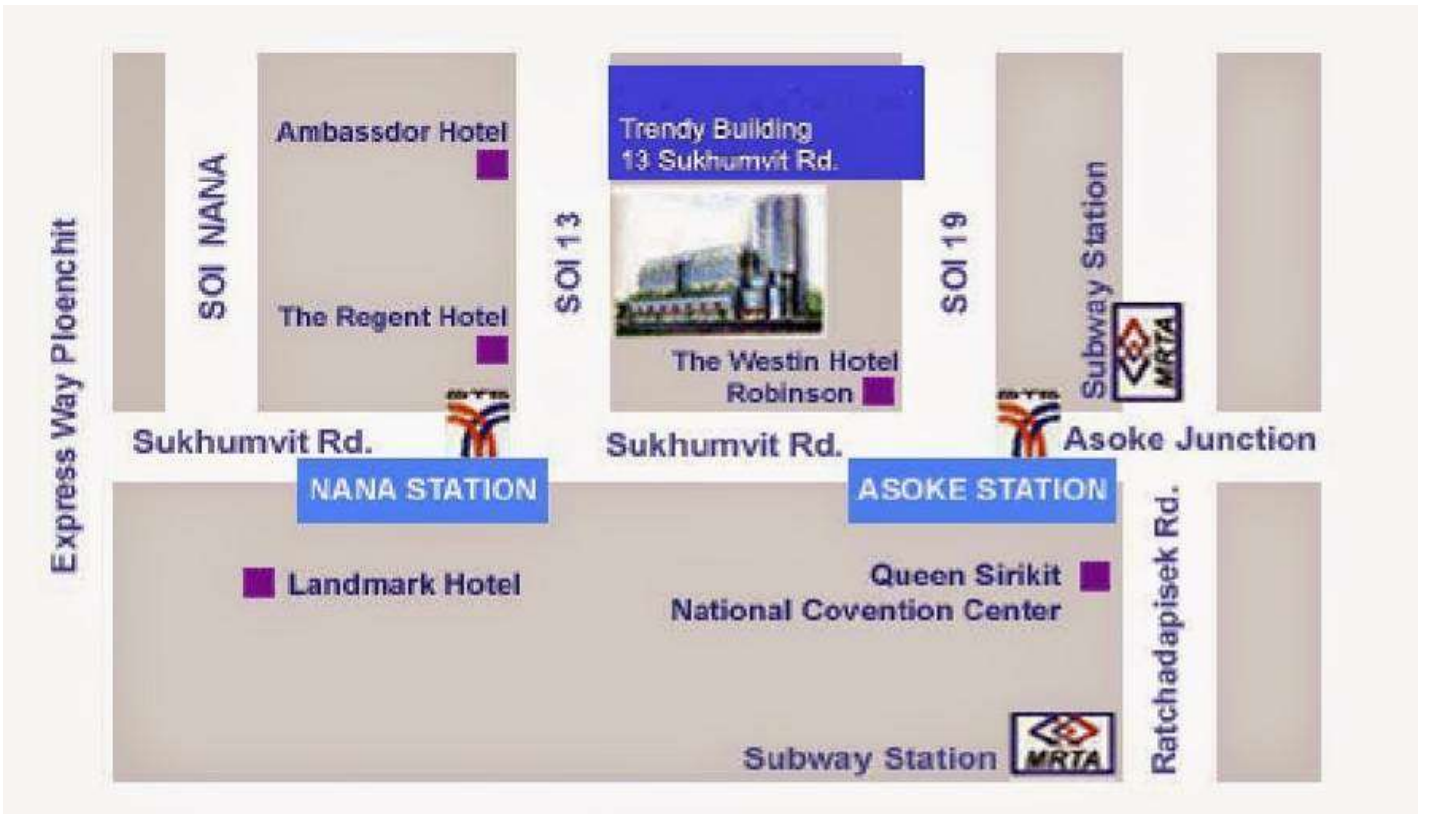 Ambassdor Hotel
Trendy Building
13 Sukhumvit Rd.
SOI NANA
SOI 13
SOI 19
Subway Station
MRTA
Express Way Ploenchit
The Regent Hotel
The Westin Hotel
Robinson
Sukhumvit Rd.
Sukhumvit Rd.
Asoke Junction
NANA STATION
ASOKE STATION
Landmark Hotel
Queen Sirikit
National Covention Center
Ratchadapisek Rd.
Subway Station
MRTA